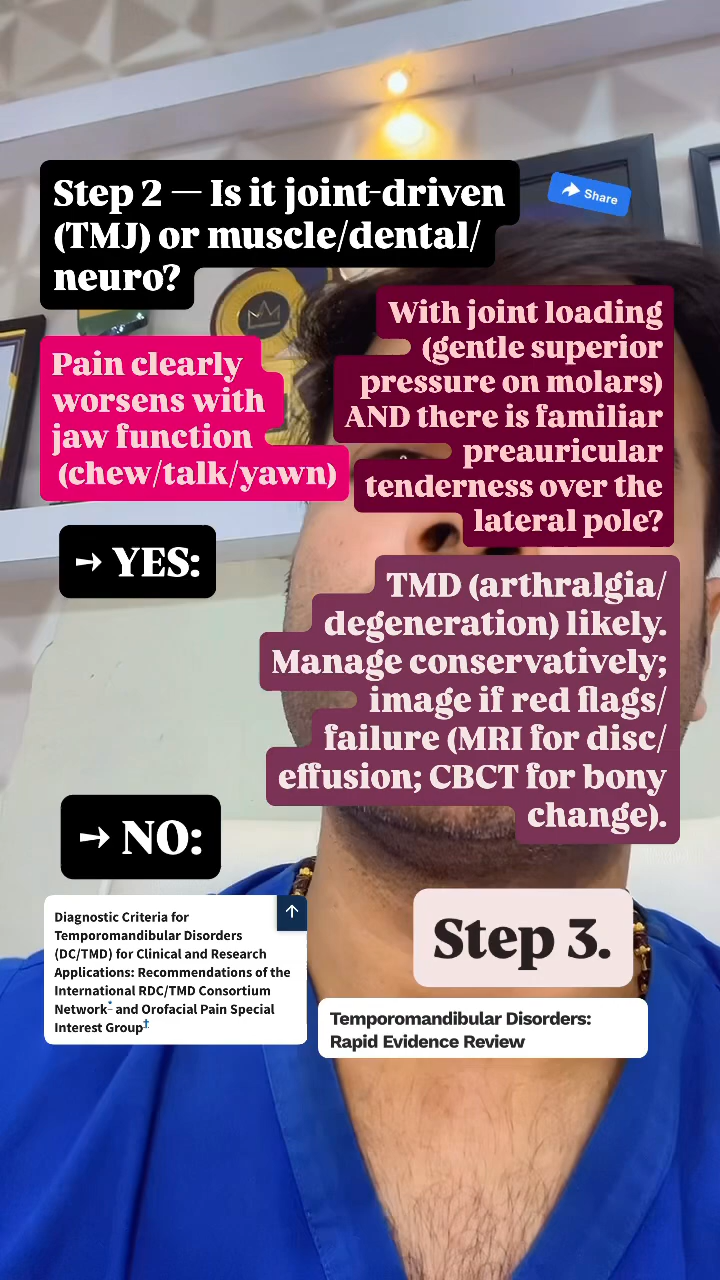 Step 2 — Is it joint-driven
(TMJ) or muscle/dental/
neuro?
Share
Pain clearly
worsens with
jaw function
(chew/talk/yawn)
With joint loading
(gentle superior
pressure on molars)
AND there is familiar
preauricular
tenderness over the
lateral pole?
→ YES:
TMD (arthralgia/
degeneration) likely.
Manage conservatively;
image if red flags/
failure (MRI for disc/
effusion; CBCT for bony
change).
→ NO:
Step 3.
Diagnostic Criteria for
Temporomandibular Disorders
(DC/TMD) for Clinical and Research
Applications: Recommendations of the
International RDC/TMD Consortium
Network* and Orofacial Pain Special
Interest Group†
Temporomandibular Disorders:
Rapid Evidence Review